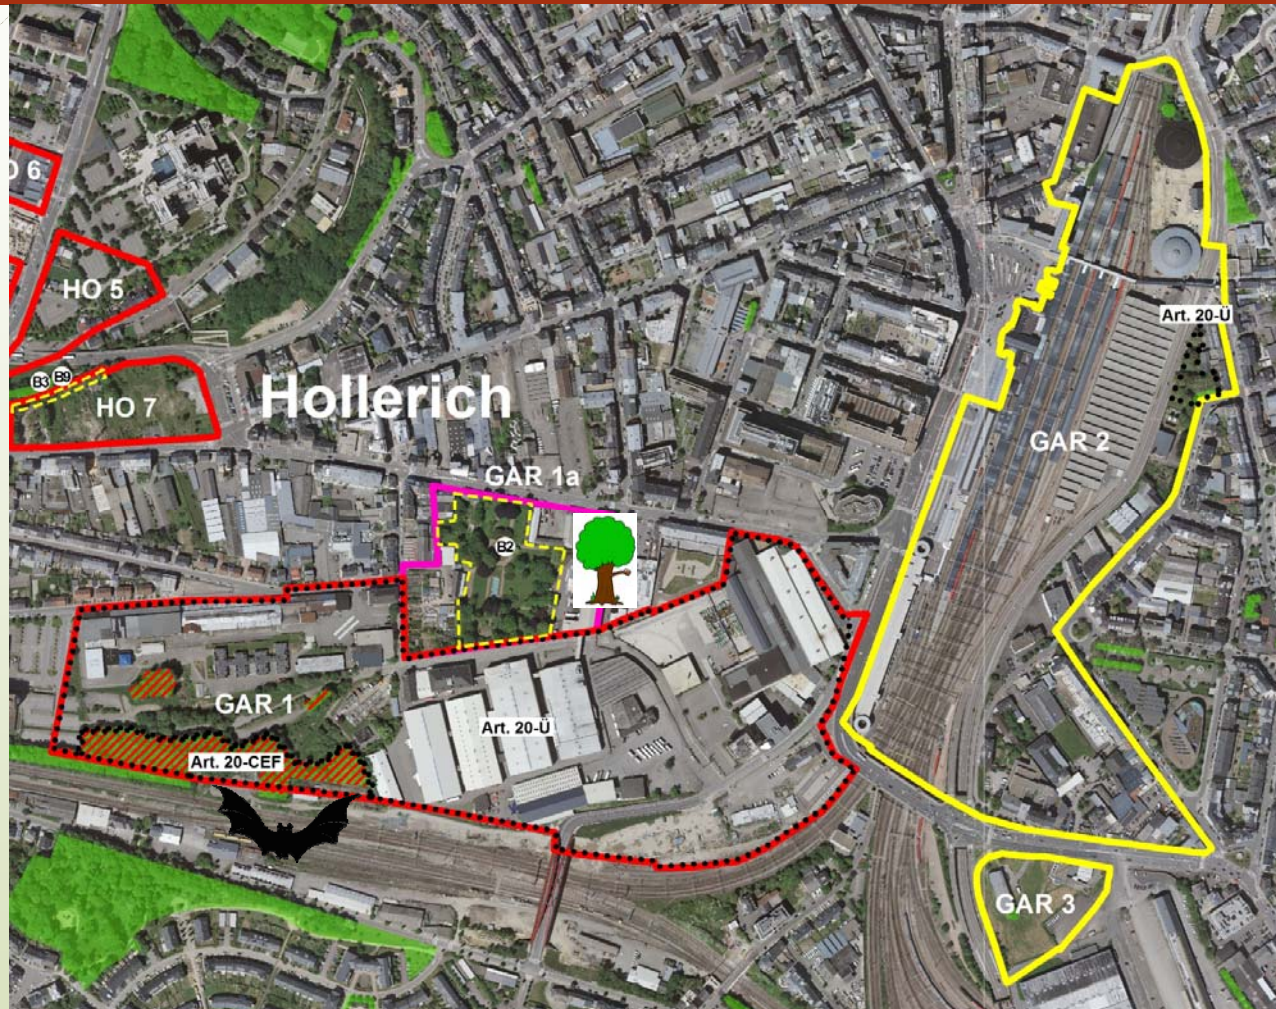 O 6
HO 5
Art. 20-Ü
B3 B9
HO 7
Hollerich
GAR 2
GAR 1a
B2
GAR 1
Art. 20-Ü
Art. 20-CEF
GAR 3